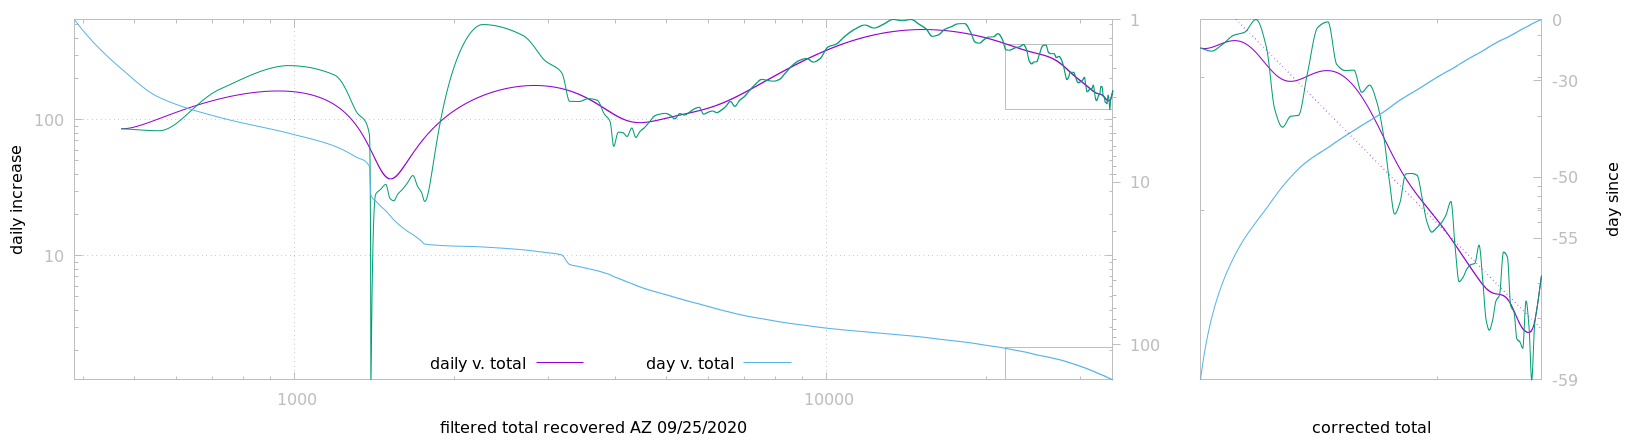 daily increase
100
10
1000
10000
1
10
100
daily v. total
day v. total
filtered total recovered AZ 09/25/2020
0
-30
-50
-55
-59
day since
corrected total